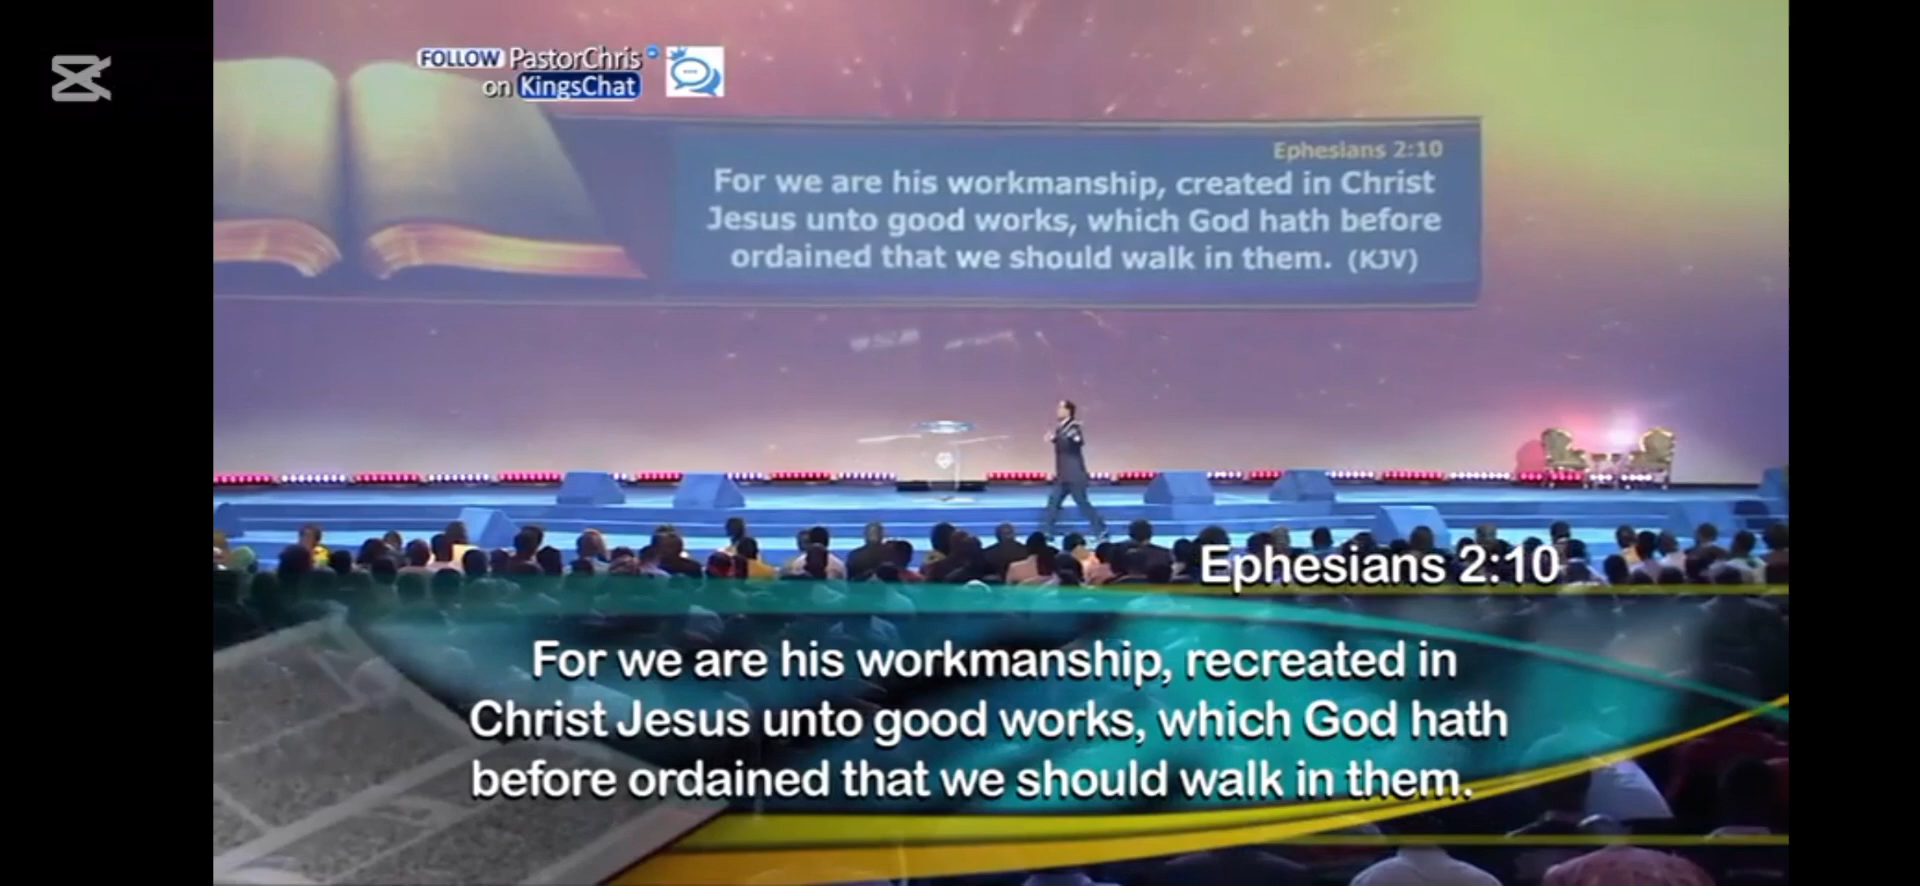 FOLLOW PastorChris
on KingsChat
Ephesians 2:10
For we are his workmanship, created in Christ
Jesus unto good works, which God hath before
ordained that we should walk in them. (KJV)
Ephesians 2:10
For we are his workmanship, recreated in
Christ Jesus unto good works, which God hath
before ordained that we should walk in them.